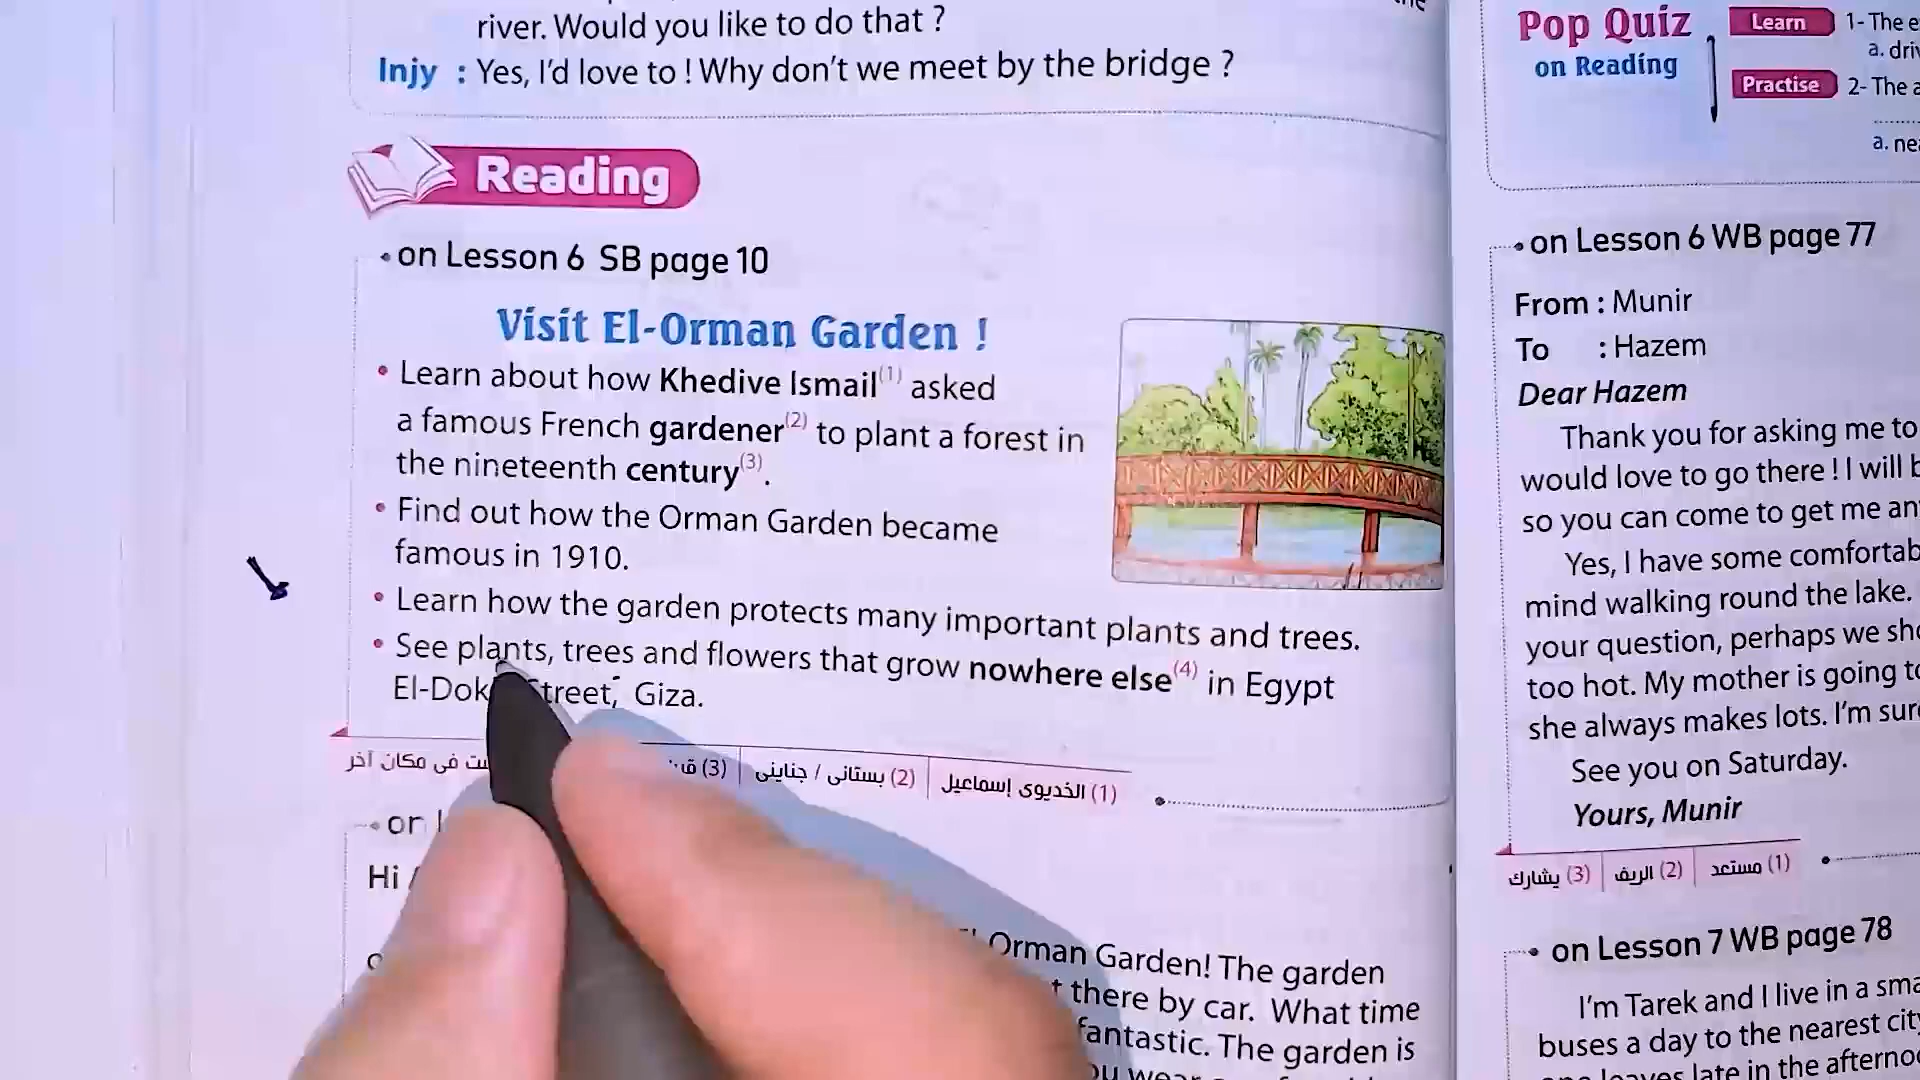 river. Would you like to do that ?
Injy : Yes, I'd love to ! Why don't we meet by the bridge ?
Reading
• on Lesson 6 SB page 10
Visit El-Orman Garden !
• Learn about how Khedive Ismail(1) asked
a famous French gardener(2) to plant a forest in
the nineteenth century(3).
• Find out how the Orman Garden became
famous in 1910.
• Learn how the garden protects many important plants and trees.
• See plants, trees and flowers that grow nowhere else(4) in Egypt
Street, Giza.
(1) الخديوى إسماعيل
(2) بستانى / جناينى
(3)
فى مكان آخر
Hi
Orman Garden! The garden
there by car. What time
fantastic. The garden is
Pop Quiz
on Reading
Learn
1- The
a.
Practise
2- The
a.
• on Lesson 6 WB page 77
From : Munir
To : Hazem
Dear Hazem
Thank you for asking me to
would love to go there ! I will
so you can come to get me
Yes, I have some
mind walking round the lake.
your question, perhaps we
too hot. My mother is going
she always makes lots. I'm
See you on Saturday.
Yours, Munir
(1) مستعد
(2) الريف
(3) يشارك
• on Lesson 7 WB page 78
I'm Tarek and I live in a
buses a day to the nearest
leaves late in the